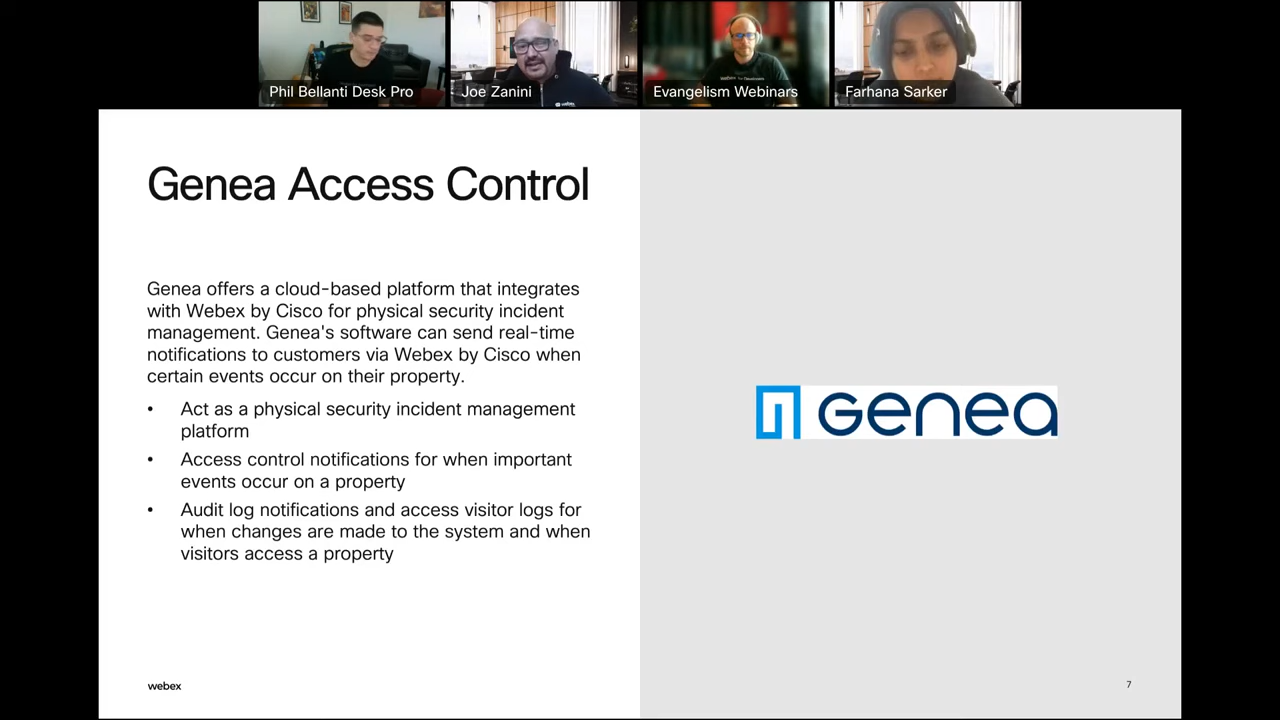 Phil Bellanti Desk Pro
Joe Zanini
Evangelism Webinars
Farhana Sarker
Genea Access Control
Genea offers a cloud-based platform that integrates
with Webex by Cisco for physical security incident
management. Genea's software can send real-time
notifications to customers via Webex by Cisco when
certain events occur on their property.
• Act as a physical security incident management
platform
• Access control notifications for when important
events occur on a property
• Audit log notifications and access visitor logs for
when changes are made to the system and when
visitors access a property
Genea
webex
7